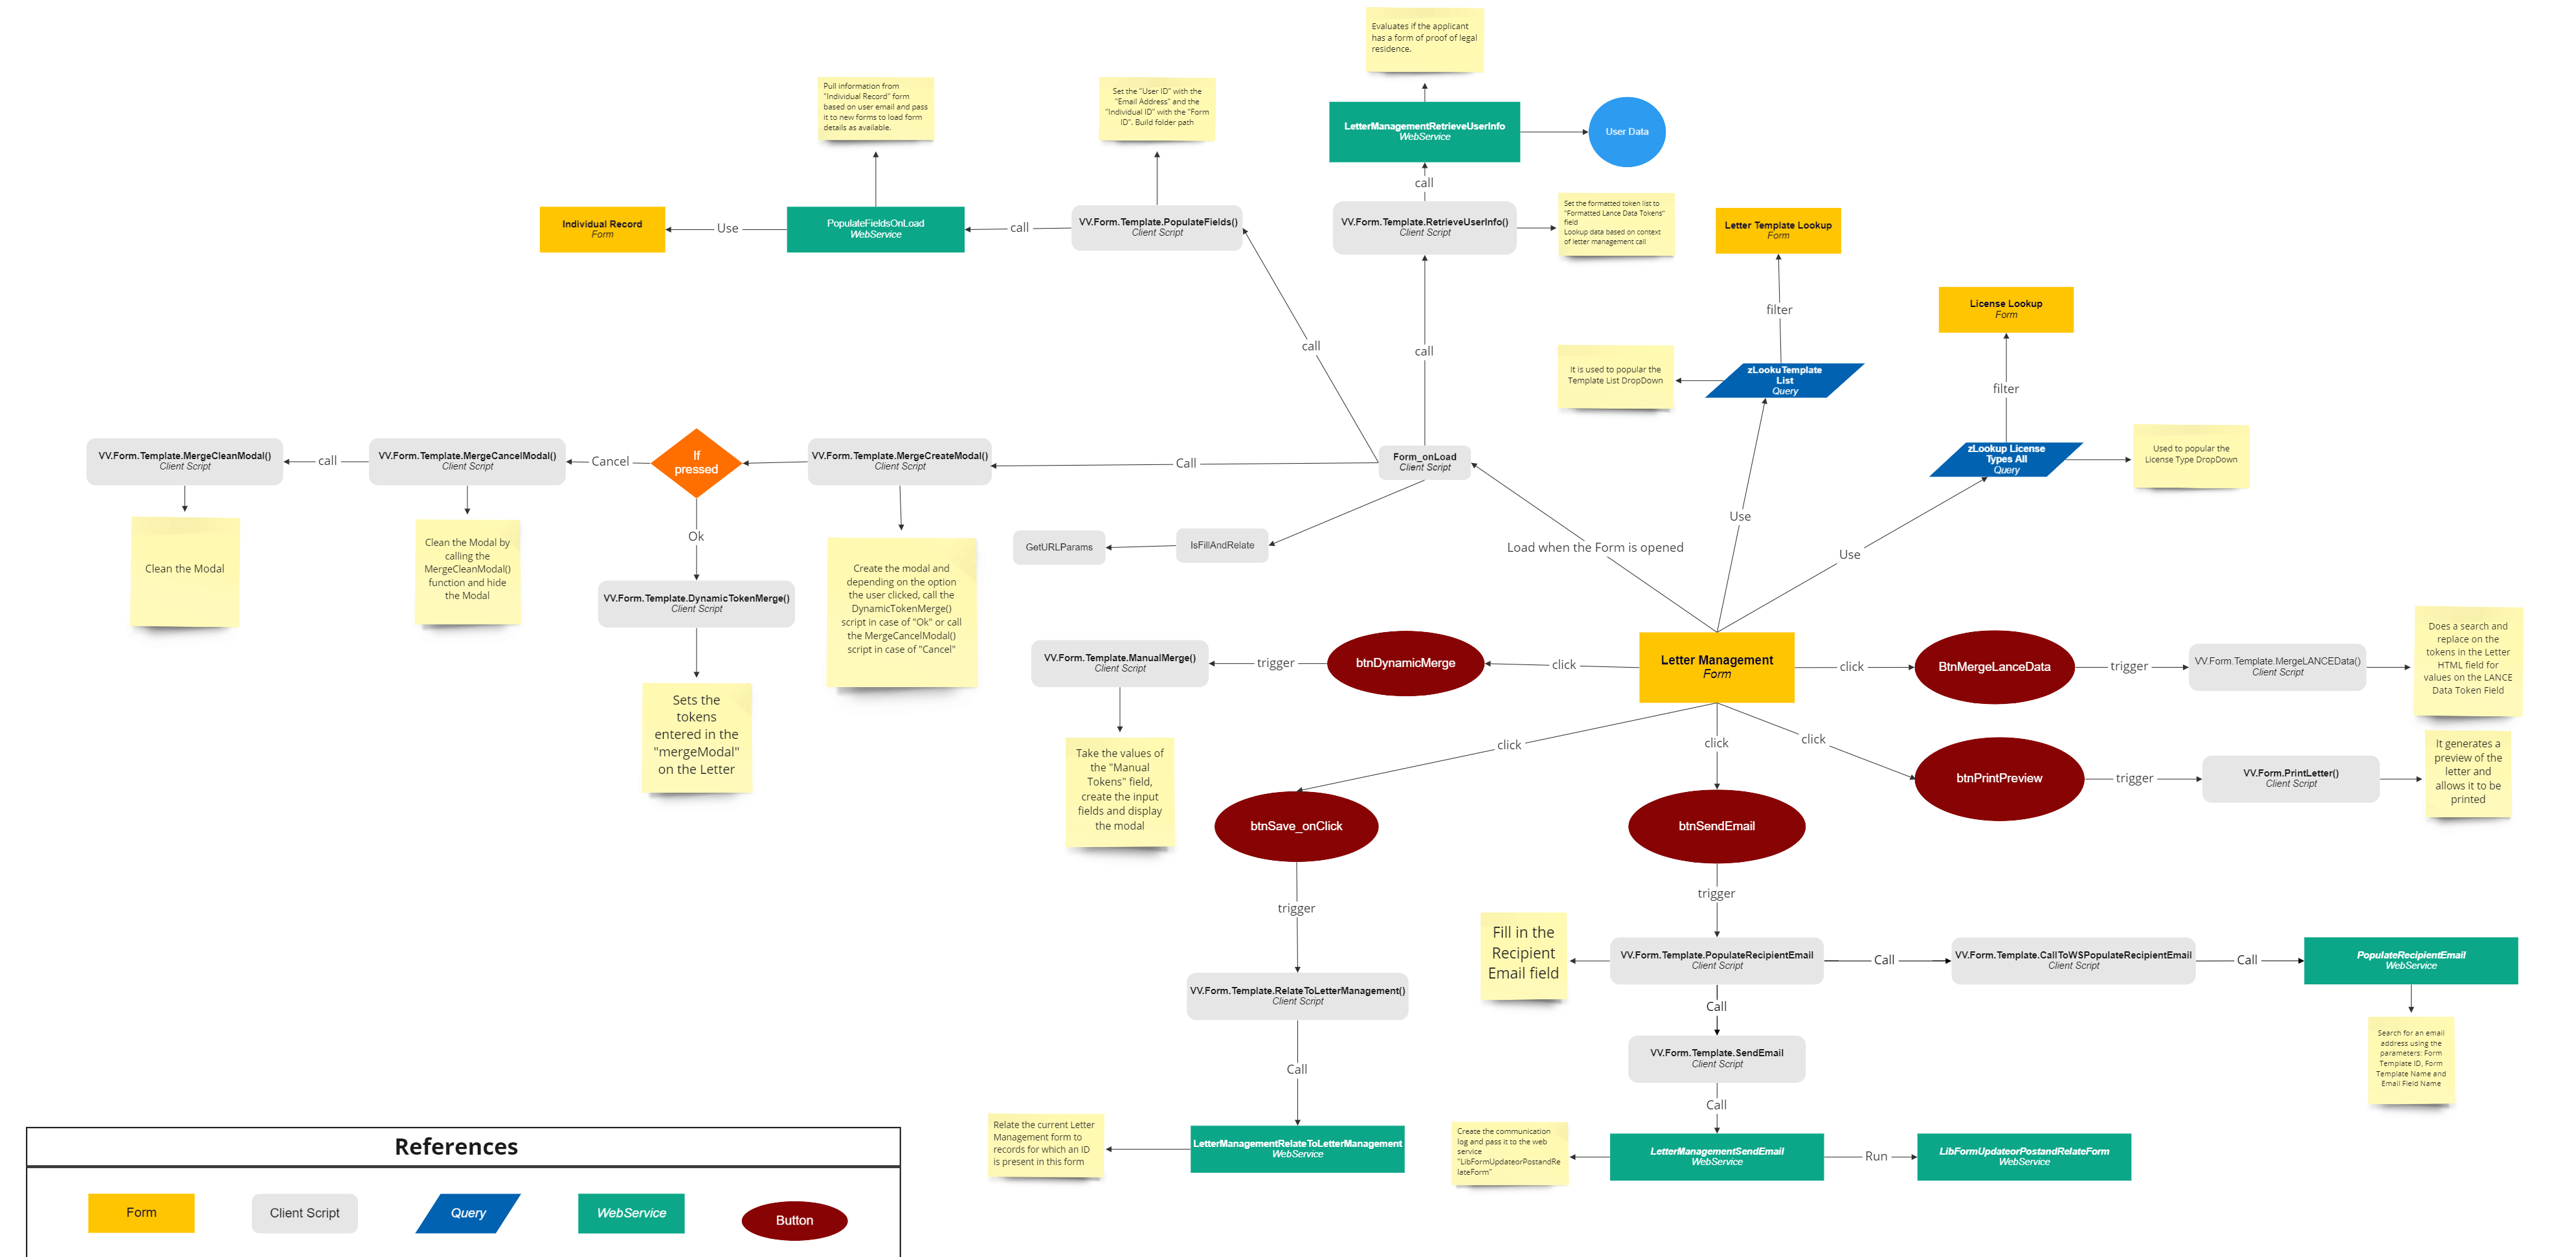 Evaluates if the applicant
has a form of proof of legal
residence.
Pull information from
"Individual Record" form
based on user email and pass
it to new forms to load form
details as available.
Set the "User ID" with the
"Email Address" and the
"Individual ID" with the "Form
ID". Build folder path
LetterManagementRetrieveUserInfo
WebService
User Data
call
Individual Record
Form
Use
PopulateFieldsOnLoad
WebService
call
VV.Form.Template.PopulateFields()
Client Script
VV.Form.Template.RetrieveUserInfo()
Client Script
Set the formatted token list to
"Formatted Lance Data Tokens"
field
Lookup data based on context
of letter management call
Letter Template Lookup
Form
filter
License Lookup
Form
call
call
It is used to popular the
Template List DropDown
zLookuTemplate
List
Query
filter
VV.Form.Template.MergeCleanModal()
Client Script
call
VV.Form.Template.MergeCancelModal()
Client Script
Cancel
If
pressed
VV.Form.Template.MergeCreateModal()
Client Script
Call
Form_onLoad
Client Script
zLookup License
Types All
Query
Used to popular the
License Type DropDown
Clean the Modal
Clean the Modal by
calling the
MergeCleanModal()
function and hide
the Modal
Ok
Create the modal and
depending on the option
the user clicked, call the
DynamicTokenMerge()
script in case of "Ok" or call
the MergeCancelModal()
script in case of "Cancel"
GetURLParams
IsFillAndRelate
Load when the Form is opened
Use
Use
VV.Form.Template.DynamicTokenMerge()
Client Script
Sets the
tokens
entered in the
"mergeModal"
on the Letter
VV.Form.Template.ManualMerge()
Client Script
trigger
btnDynamicMerge
click
Letter Management
Form
click
BtnMergeLanceData
trigger
VV.Form.Template.MergeLANCEData()
Client Script
Does a search and
replace on the
tokens in the Letter
HTML field for
values on the LANCE
Data Token Field
Take the values of
the "Manual
Tokens" field,
create the input
fields and display
the modal
click
click
click
btnPrintPreview
trigger
VV.Form.PrintLetter()
Client Script
It generates a
preview of the
letter and
allows it to be
printed
btnSave_onClick
btnSendEmail
trigger
trigger
Fill in the
Recipient
Email field
VV.Form.Template.PopulateRecipientEmail
Client Script
Call
VV.Form.Template.CallToWSPopulateRecipientEmail
Client Script
Call
PopulateRecipientEmail
WebService
VV.Form.Template.RelateToLetterManagement()
Client Script
Call
VV.Form.Template.SendEmail
Client Script
Search for an email
address using the
parameters: Form
Template ID, Form
Template Name and
Email Field Name
Call
Call
Relate the current Letter
Management form to
records for which an ID
is present in this form
LetterManagementRelateToLetterManagement
WebService
Create the communication
log and pass it to the web
service
"LibFormUpdateorPostandRe
lateForm"
LetterManagementSendEmail
WebService
Run
LibFormUpdateorPostandRelateForm
WebService
References
Form
Client Script
Query
WebService
Button